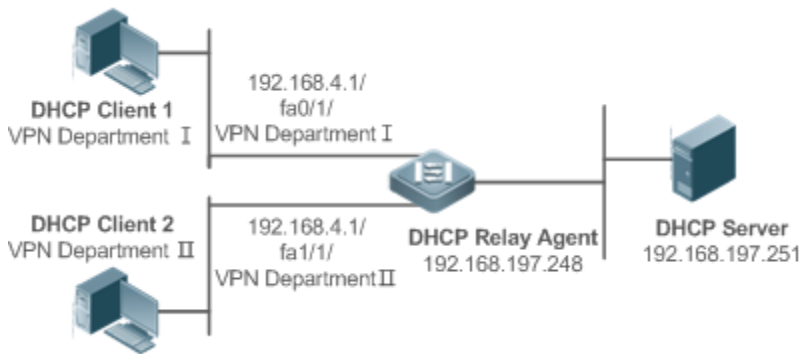 DHCP Client 1
VPN Department Ⅰ
192.168.4.1/
fa0/1/
VPN Department Ⅰ
DHCP Client 2
VPN Department Ⅱ
192.168.4.1/
fa1/1/
VPN Department Ⅱ
DHCP Relay Agent
192.168.197.248
DHCP Server
192.168.197.251